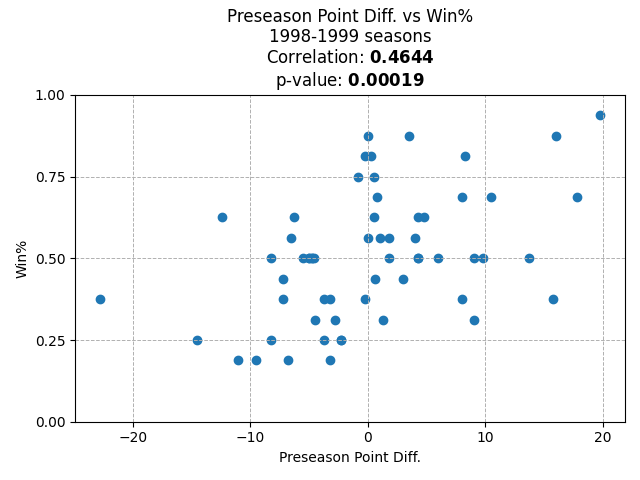 Preseason Point Diff. vs Win%
1998-1999 seasons
Correlation: 0.4644
p-value: 0.00019
1.00
0.75
0.50
0.25
0.00
Win%
−20
−10
0
10
20
Preseason Point Diff.